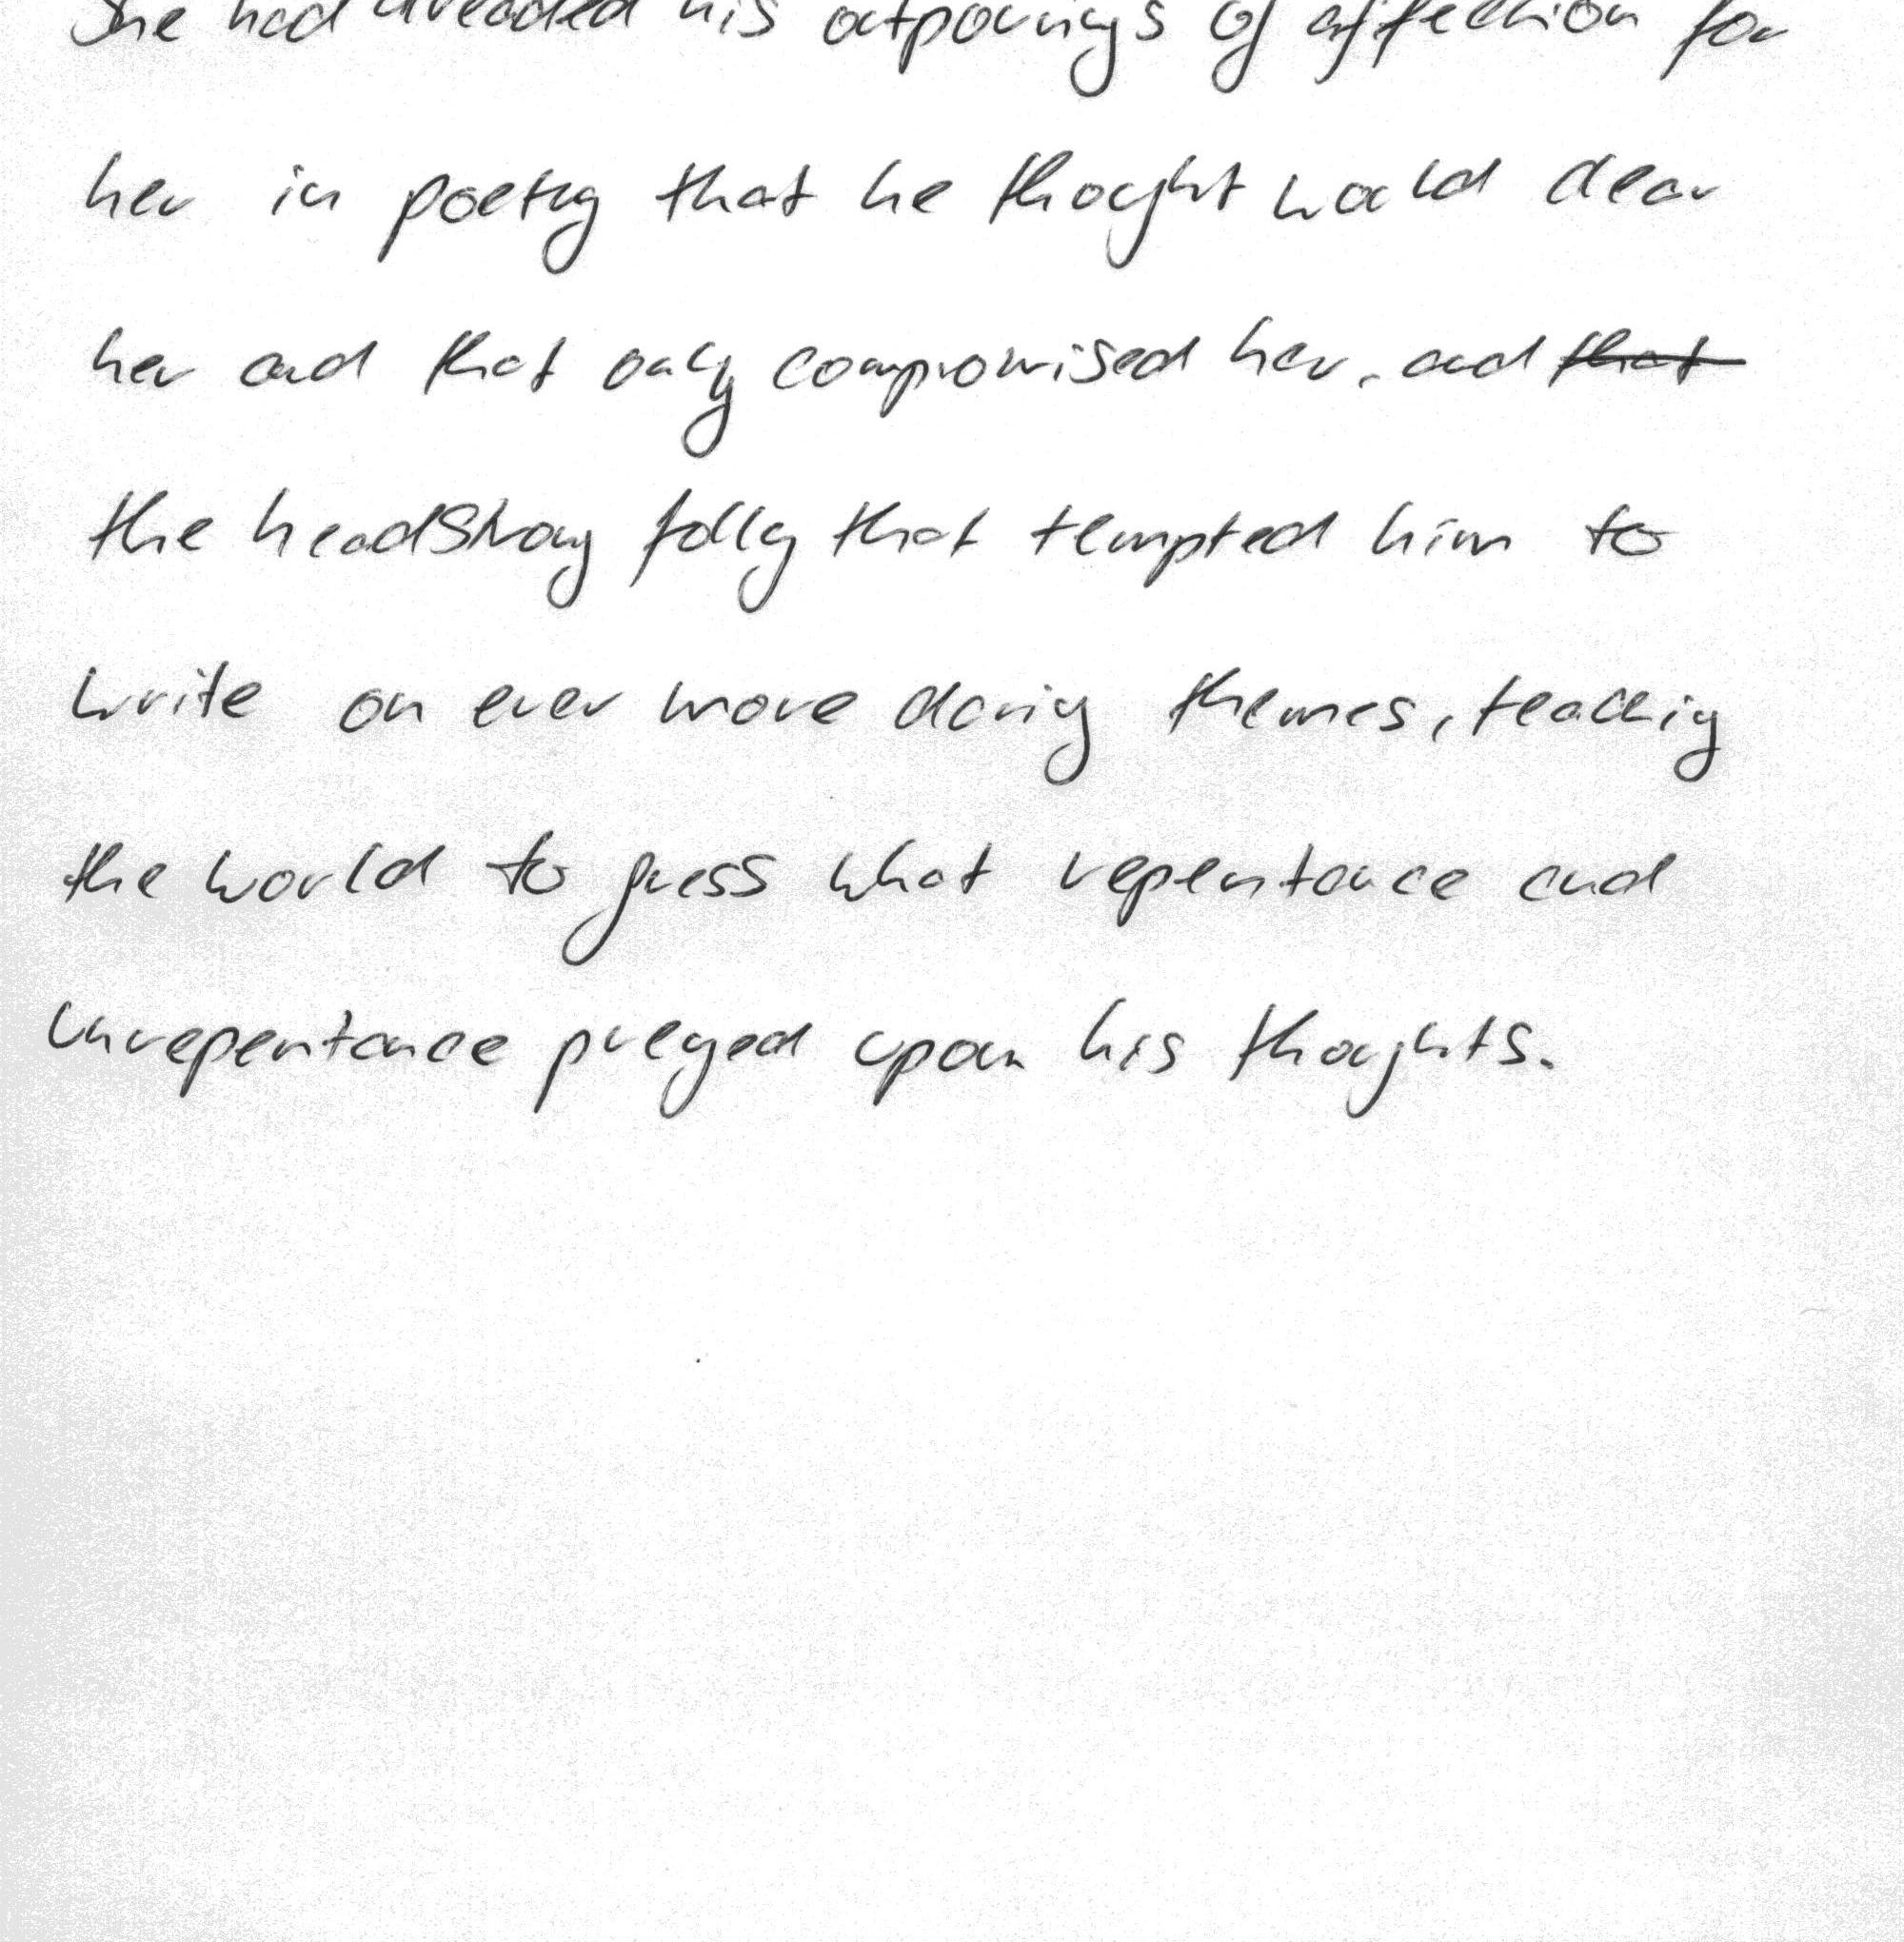 She had dreaded his outpourings of affection for
her in poetry that he thought would clear
her and that only compromised her, and that
the headstrong folly that tempted him to
write on ever more daring themes, teaching
the world to guess what repentance and
unrepentance preyed upon his thoughts.